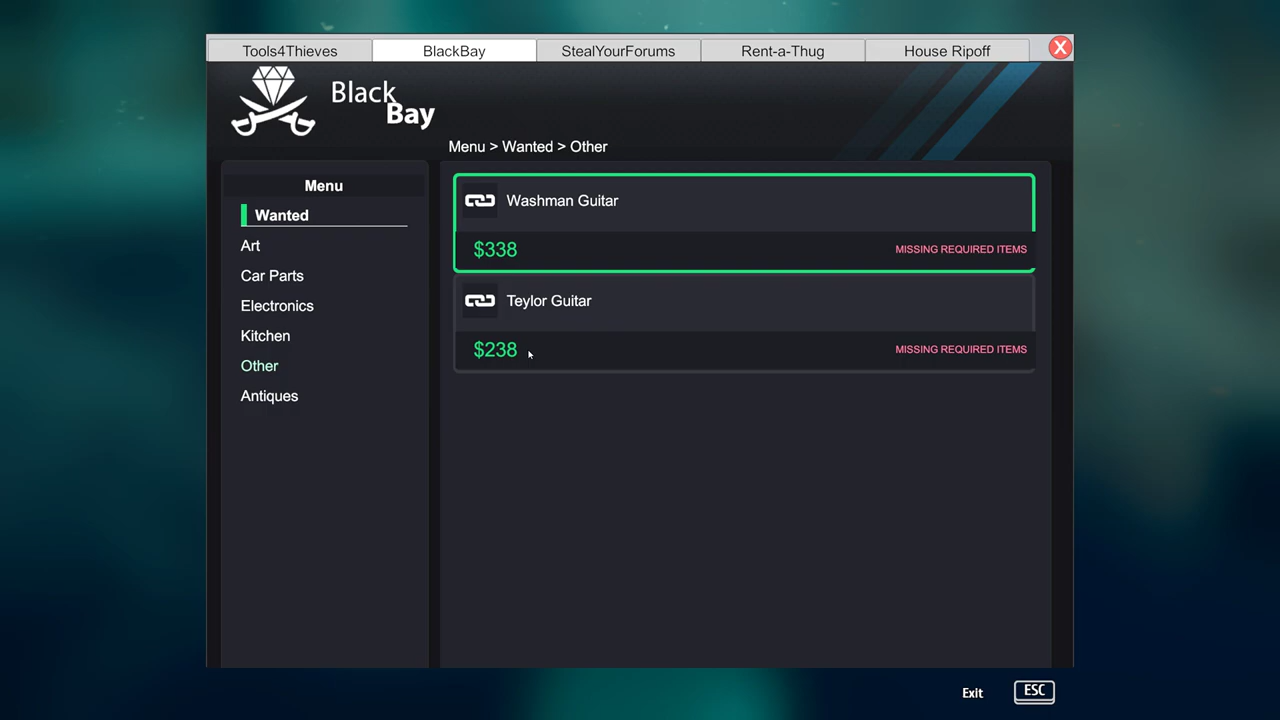 Tools4Thieves
BlackBay
StealYourForums
Rent-a-Thug
House Ripoff
X
Black
Bay
Menu > Wanted > Other
Menu
Wanted
Art
Car Parts
Electronics
Kitchen
Other
Antiques
Washman Guitar
$338
MISSING REQUIRED ITEMS
Teylor Guitar
$238
MISSING REQUIRED ITEMS
Exit
ESC